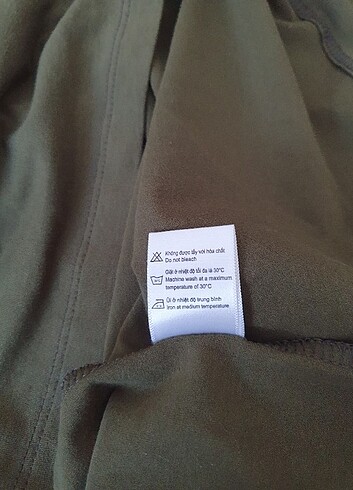 Không được tẩy với hóa chất
Do not bleach
Giặt ở nhiệt độ tối đa là 30°C
Machine wash at a maximum
temperature of 30°C
Ủi ở nhiệt độ trung bình
Iron at medium temperature